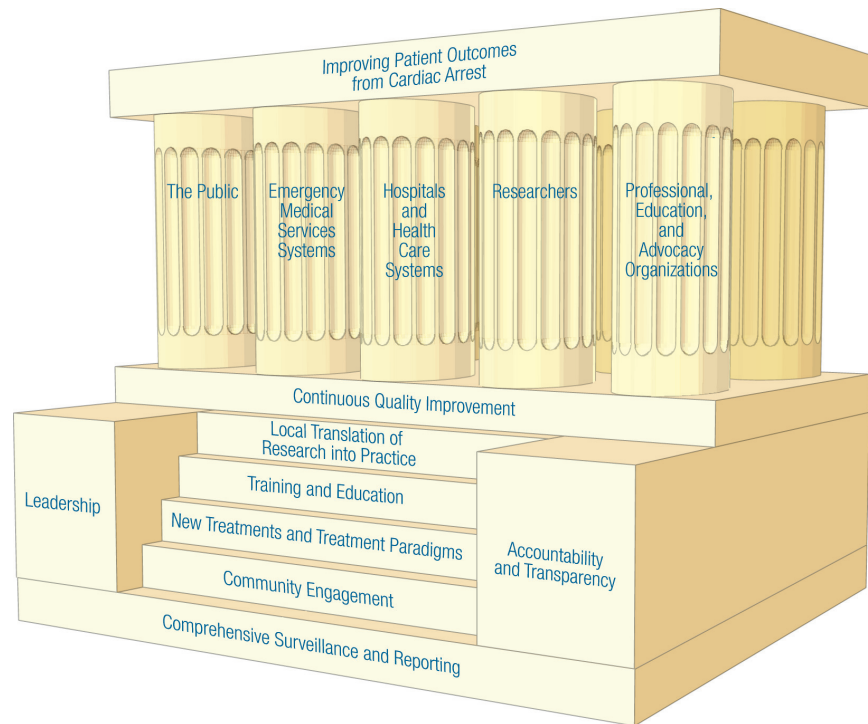 Improving Patient Outcomes
from Cardiac Arrest
The Public
Emergency
Medical
Services
Systems
Hospitals
and
Health
Care
Systems
Researchers
Professional,
Education,
and
Advocacy
Organizations
Continuous Quality Improvement
Local Translation of
Research into Practice
Training and Education
New Treatments and Treatment Paradigms
Community Engagement
Leadership
Accountability
and Transparency
Comprehensive Surveillance and Reporting